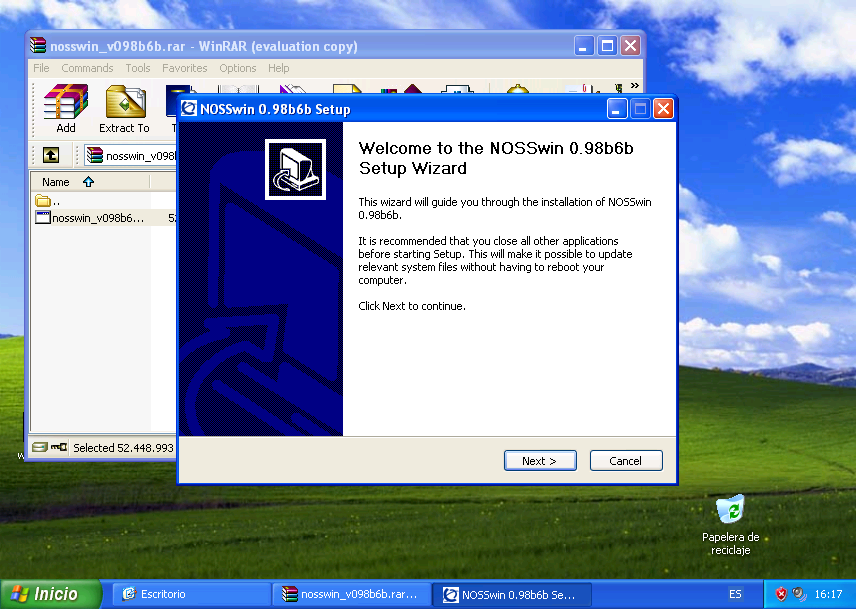 nosswin_v098b6b.rar - WinRAR (evaluation copy)
File Commands Tools Favorites Options Help
Add Extract To
nosswin_v098
Name
..
nosswin_v098b6... 52
Selected 52.448.993
NOSSwin 0.98b6b Setup
Welcome to the NOSSwin 0.98b6b
Setup Wizard
This wizard will guide you through the installation of NOSSwin
0.98b6b.
It is recommended that you close all other applications
before starting Setup. This will make it possible to update
relevant system files without having to reboot your
computer.
Click Next to continue.
Next > Cancel
Papelera de
reciclaje
Inicio Escritorio nosswin_v098b6b.rar... NOSSwin 0.98b6b Se... ES 16:17